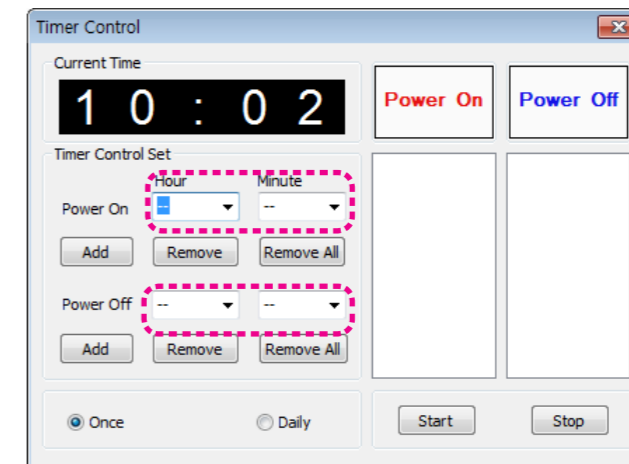 Timer Control
Current Time
10:02
Power On Power Off
Timer Control Set
Hour Minute
Power On -- --
Add Remove Remove All
Power Off -- --
Add Remove Remove All
Once Daily Start Stop